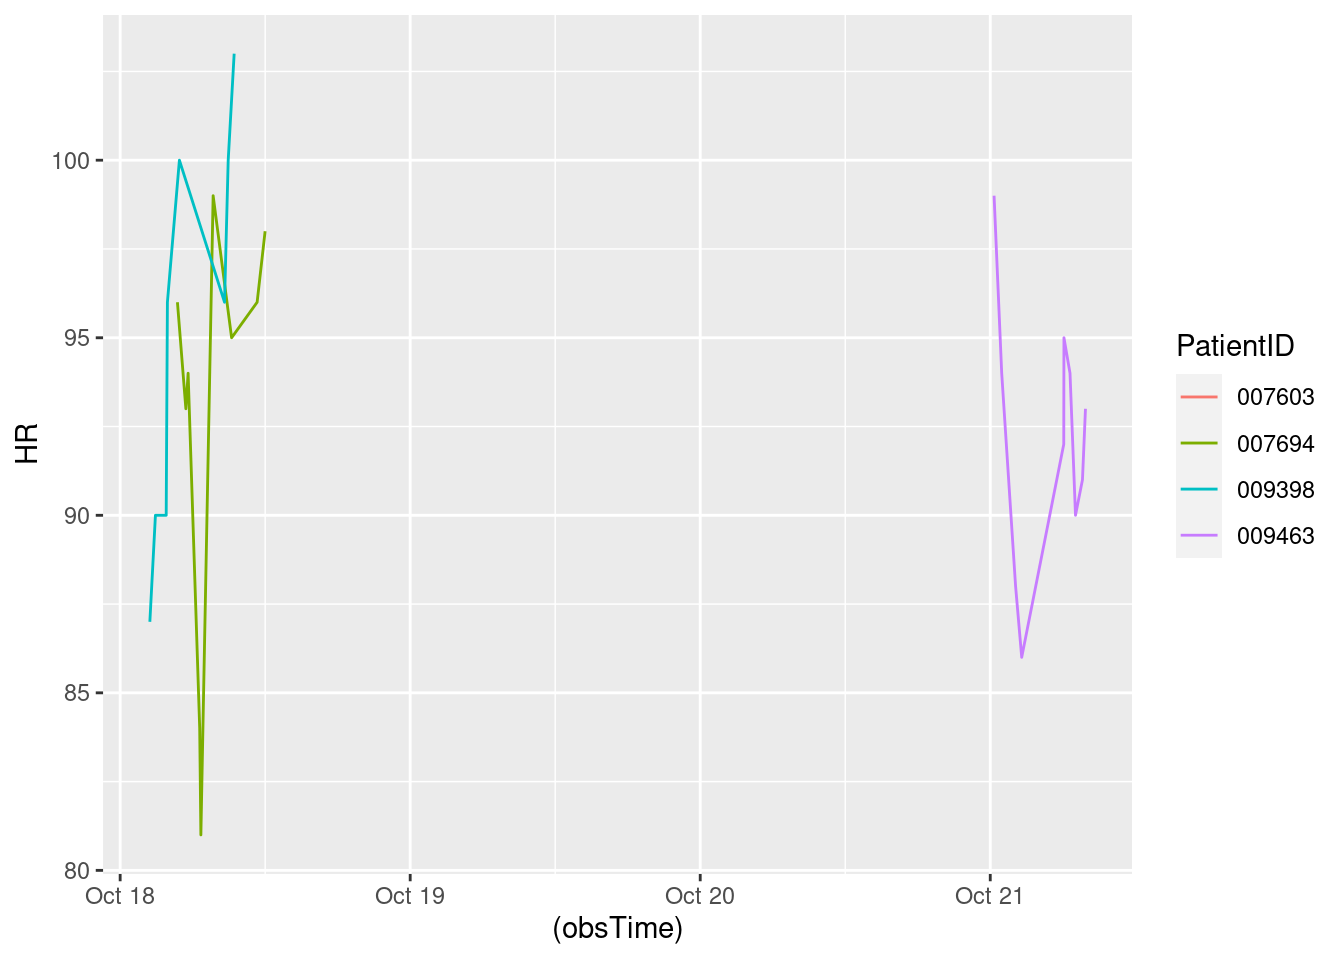 100
95
90
85
80
HR
Oct 18
Oct 19
Oct 20
Oct 21
(obsTime)
PatientID
007603
007694
009398
009463